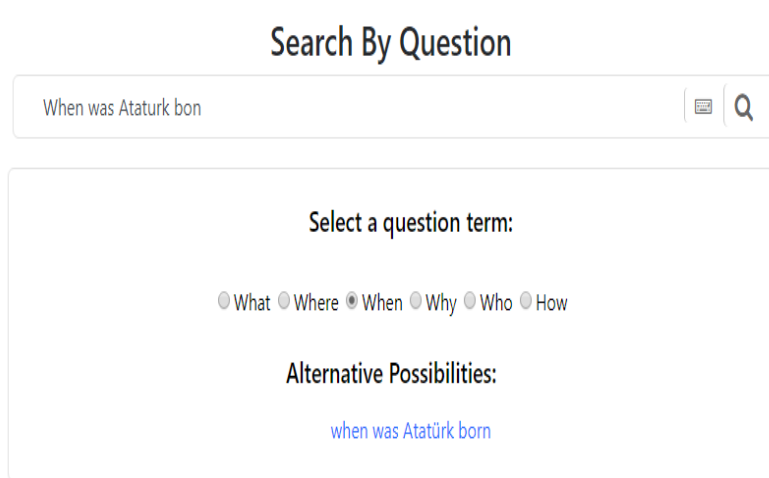 Search By Question
When was Ataturk bon
Select a question term:
What Where When Why Who How
Alternative Possibilities:
when was Atatürk born